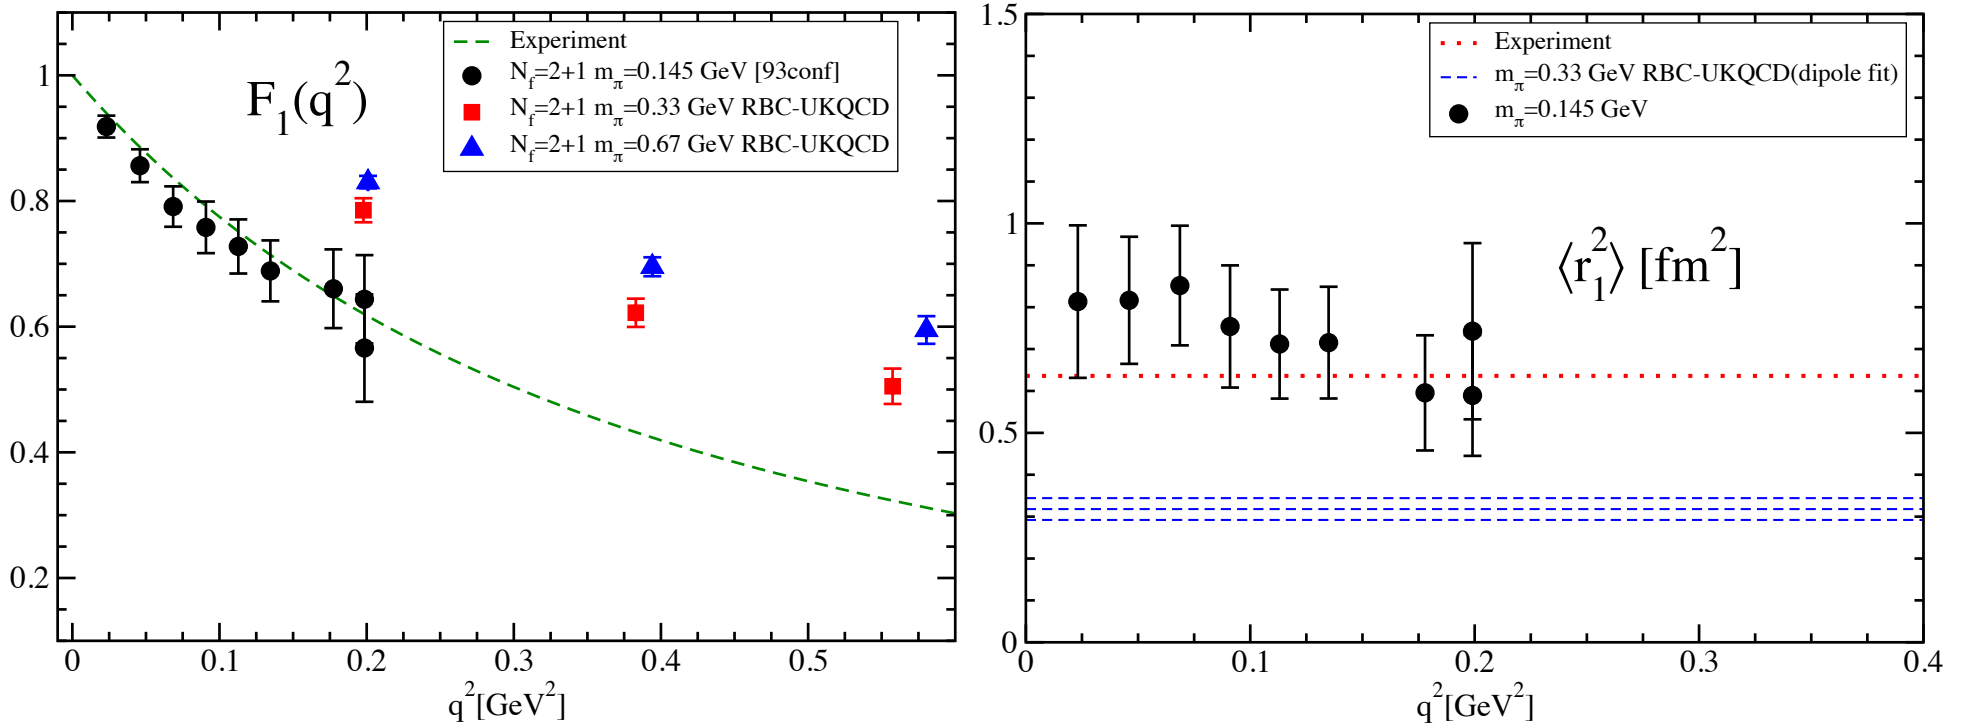 Experiment
N_f=2+1 m_π=0.145 GeV [93conf]
N_f=2+1 m_π=0.33 GeV RBC-UKQCD
N_f=2+1 m_π=0.67 GeV RBC-UKQCD
F_1(q^2)
1
0.8
0.6
0.4
0.2
0 0.1 0.2 0.3 0.4 0.5
q^2[GeV^2]
Experiment
m_π=0.33 GeV RBC-UKQCD(dipole fit)
m_π=0.145 GeV
⟨r_1^2⟩ [fm^2]
1.5
1
0.5
0
0 0.1 0.2 0.3 0.4
q^2[GeV^2]